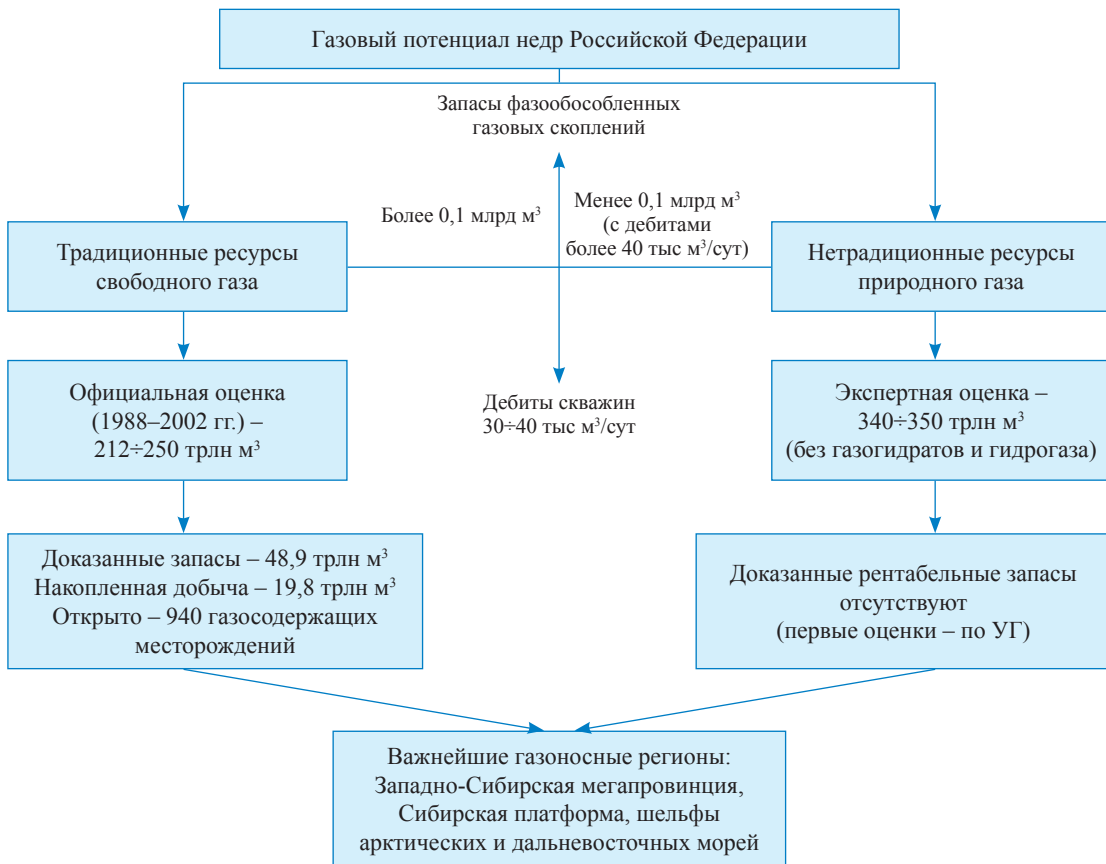 Газовый потенциал недр Российской Федерации
Запасы фазообособленных
газовых скоплений
Более 0,1 млрд м³
Менее 0,1 млрд м³
(с дебитами
более 40 тыс м³/сут)
Традиционные ресурсы
свободного газа
Нетрадиционные ресурсы
природного газа
Официальная оценка
(1988–2002 гг.) –
212÷250 трлн м³
Дебиты скважин
30÷40 тыс м³/сут
Экспертная оценка –
340÷350 трлн м³
(без газогидратов и гидрогаза)
Доказанные запасы – 48,9 трлн м³
Накопленная добыча – 19,8 трлн м³
Открыто – 940 газосодержащих
месторождений
Доказанные рентабельные запасы
отсутствуют
(первые оценки – по УГ)
Важнейшие газоносные регионы:
Западно-Сибирская мегапровинция,
Сибирская платформа, шельфы
арктических и дальневосточных морей